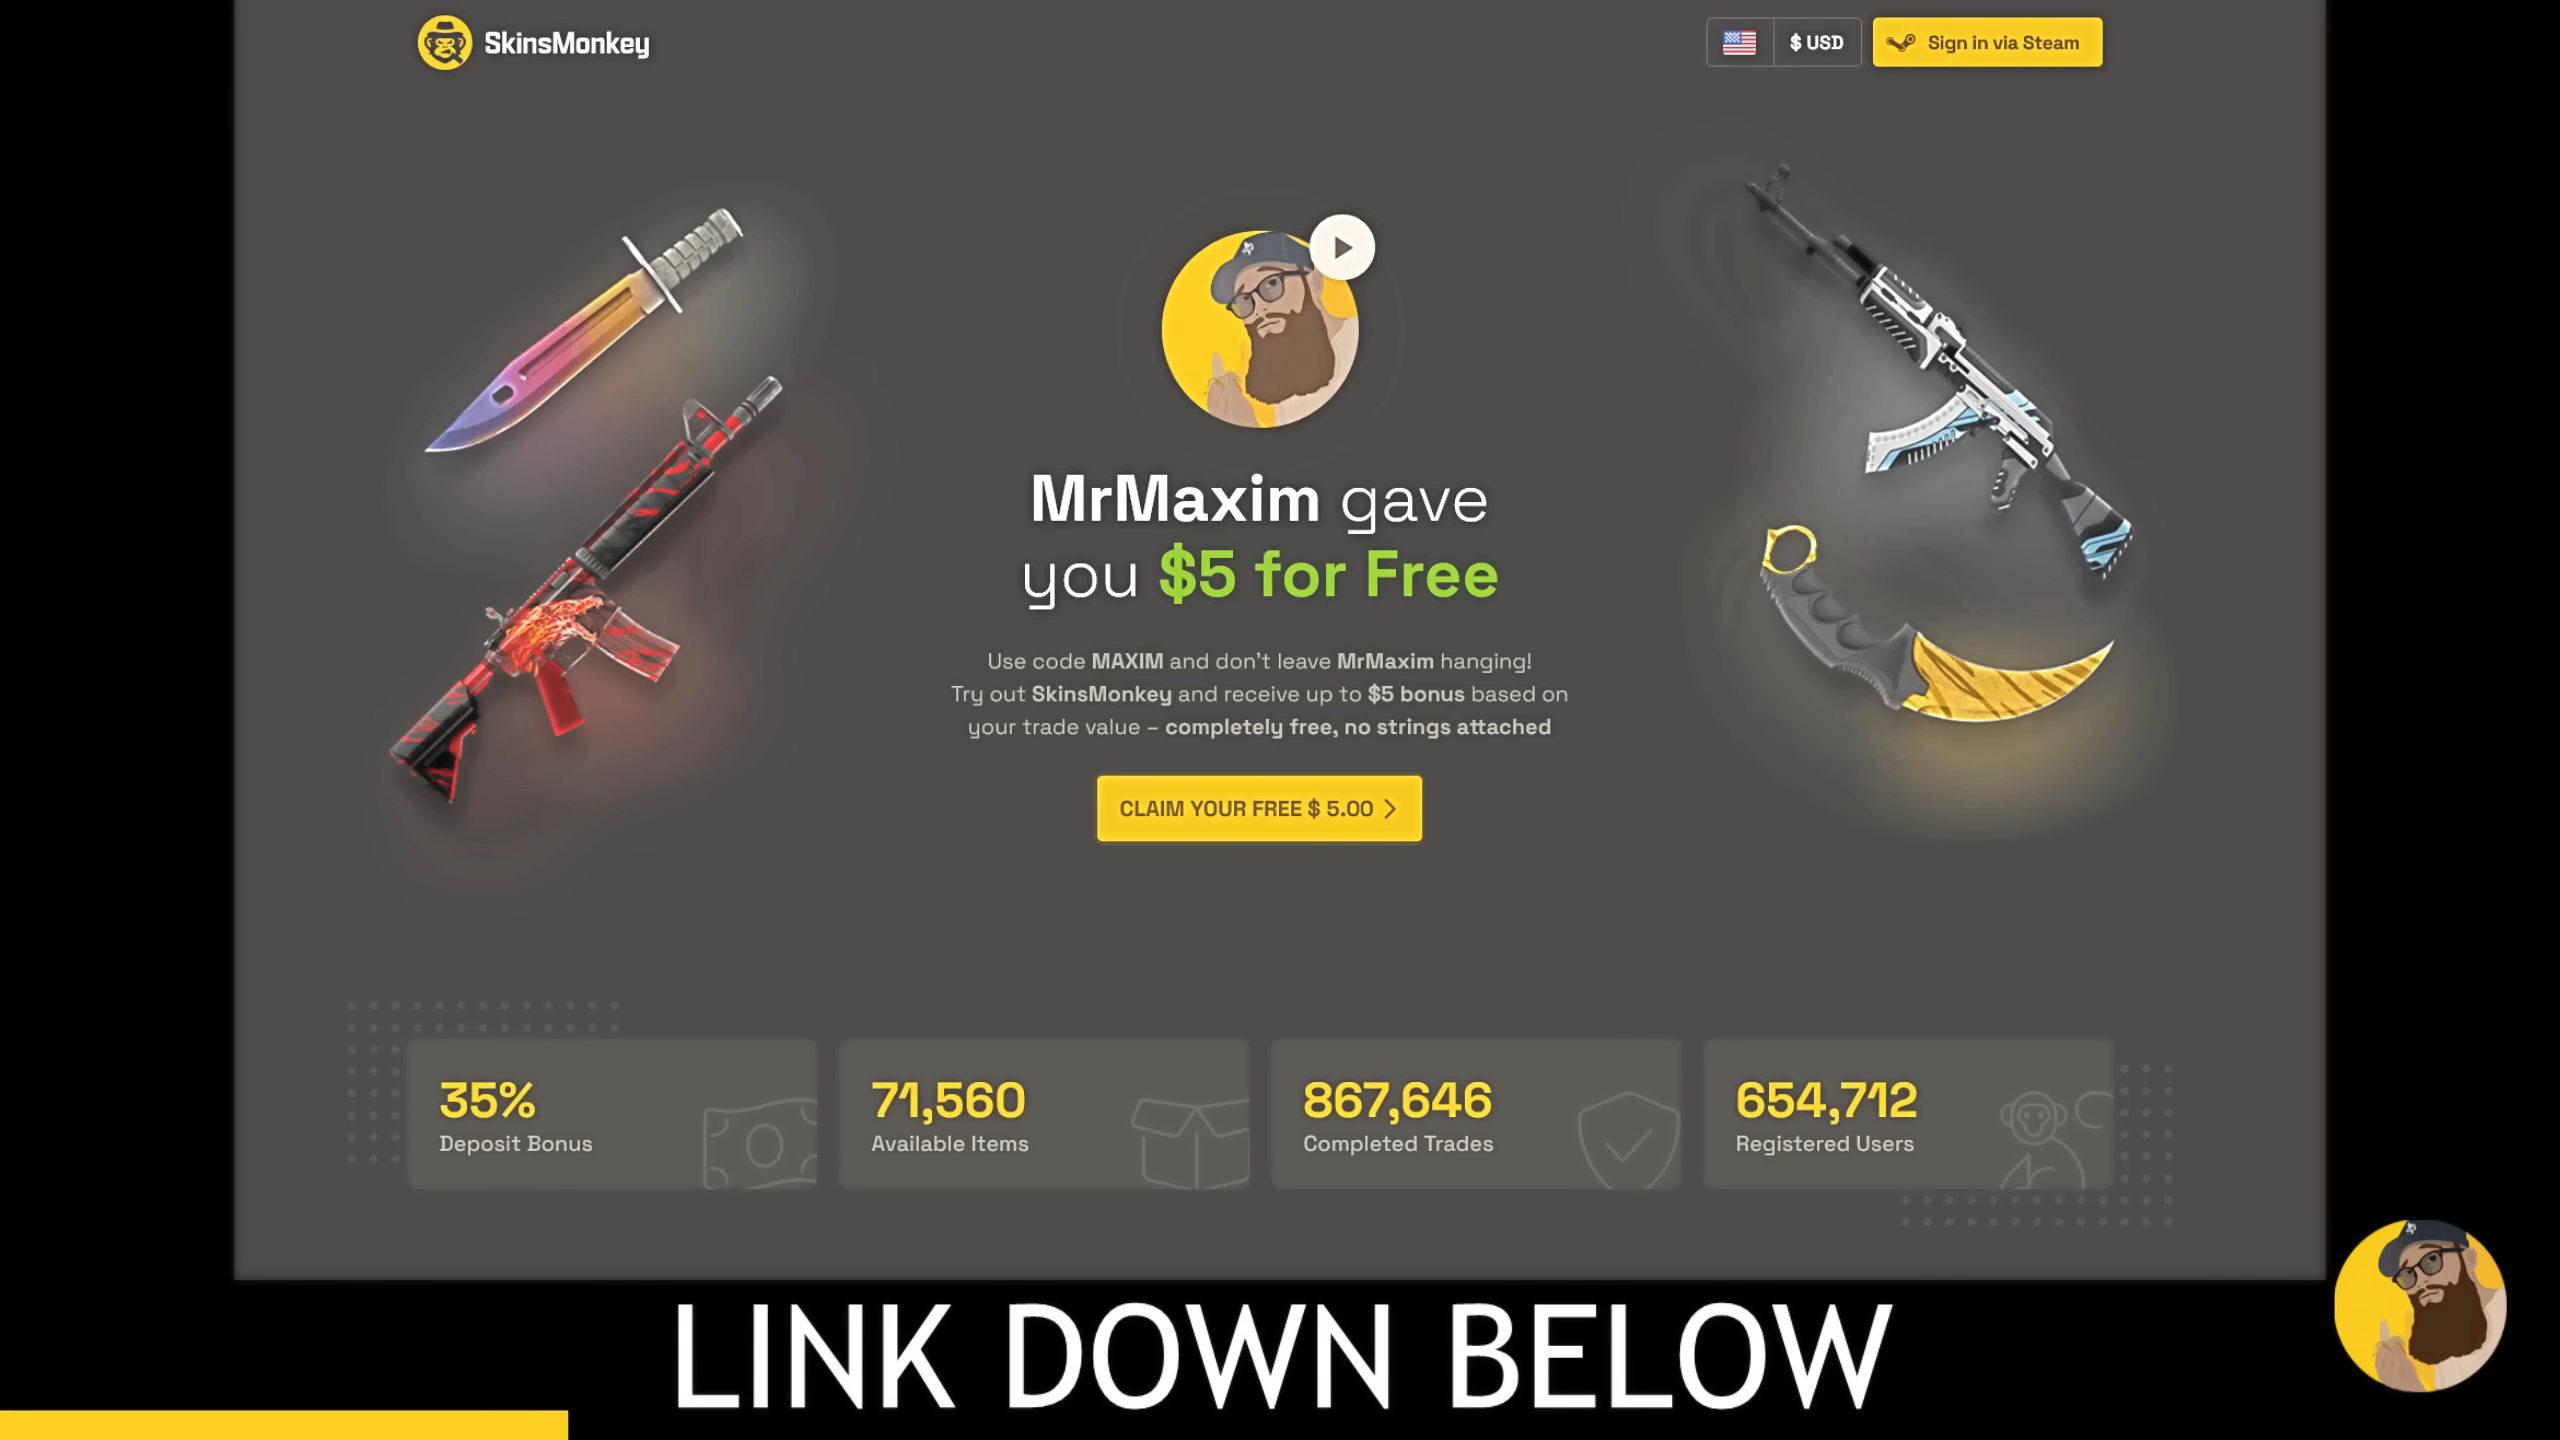 SkinsMonkey
$ USD
Sign in via Steam
MrMaxim gave
you $5 for Free
Use code MAXIM and don't leave MrMaxim hanging!
Try out SkinsMonkey and receive up to $5 bonus based on
your trade value – completely free, no strings attached
CLAIM YOUR FREE $ 5.00
35%
Deposit Bonus
71,560
Available Items
867,646
Completed Trades
654,712
Registered Users
LINK DOWN BELOW